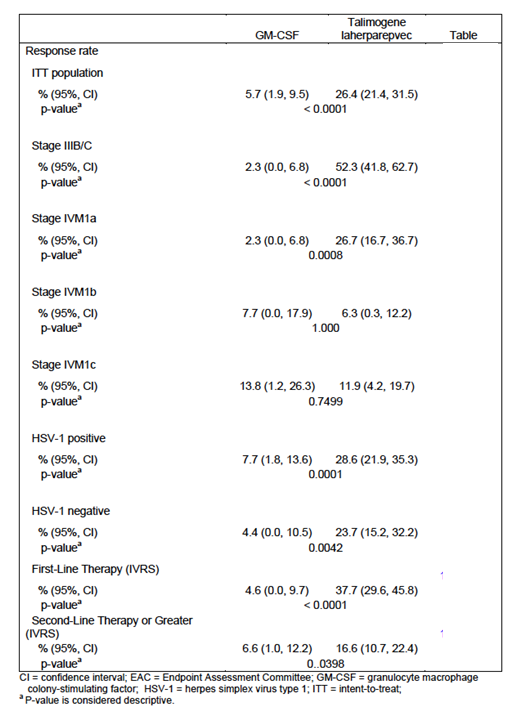 GM-CSF Talimogene laherparepvec Table
Response rate
ITT population
% (95%, CI) 5.7 (1.9, 9.5) 26.4 (21.4, 31.5)
p-valueᵃ < 0.0001
Stage IIIB/C
% (95%, CI) 2.3 (0.0, 6.8) 52.3 (41.8, 62.7)
p-valueᵃ < 0.0001
Stage IVM1a
% (95%, CI) 2.3 (0.0, 6.8) 26.7 (16.7, 36.7)
p-valueᵃ 0.0008
Stage IVM1b
% (95%, CI) 7.7 (0.0, 17.9) 6.3 (0.3, 12.2)
p-valueᵃ 1.000
Stage IVM1c
% (95%, CI) 13.8 (1.2, 26.3) 11.9 (4.2, 19.7)
p-valueᵃ 0.7499
HSV-1 positive
% (95%, CI) 7.7 (1.8, 13.6) 28.6 (21.9, 35.3)
p-valueᵃ 0.0001
HSV-1 negative
% (95%, CI) 4.4 (0.0, 10.5) 23.7 (15.2, 32.2)
p-valueᵃ 0.0042
First-Line Therapy (IVRS)
% (95%, CI) 4.6 (0.0, 9.7) 37.7 (29.6, 45.8)
p-valueᵃ < 0.0001
Second-Line Therapy or Greater
(IVRS)
% (95%, CI) 6.6 (1.0, 12.2) 16.6 (10.7, 22.4)
p-valueᵃ 0..0398
CI = confidence interval; EAC = Endpoint Assessment Committee; GM-CSF = granulocyte macrophage
colony-stimulating factor; HSV-1 = herpes simplex virus type 1; ITT = intent-to-treat;
ᵃ P-value is considered descriptive.